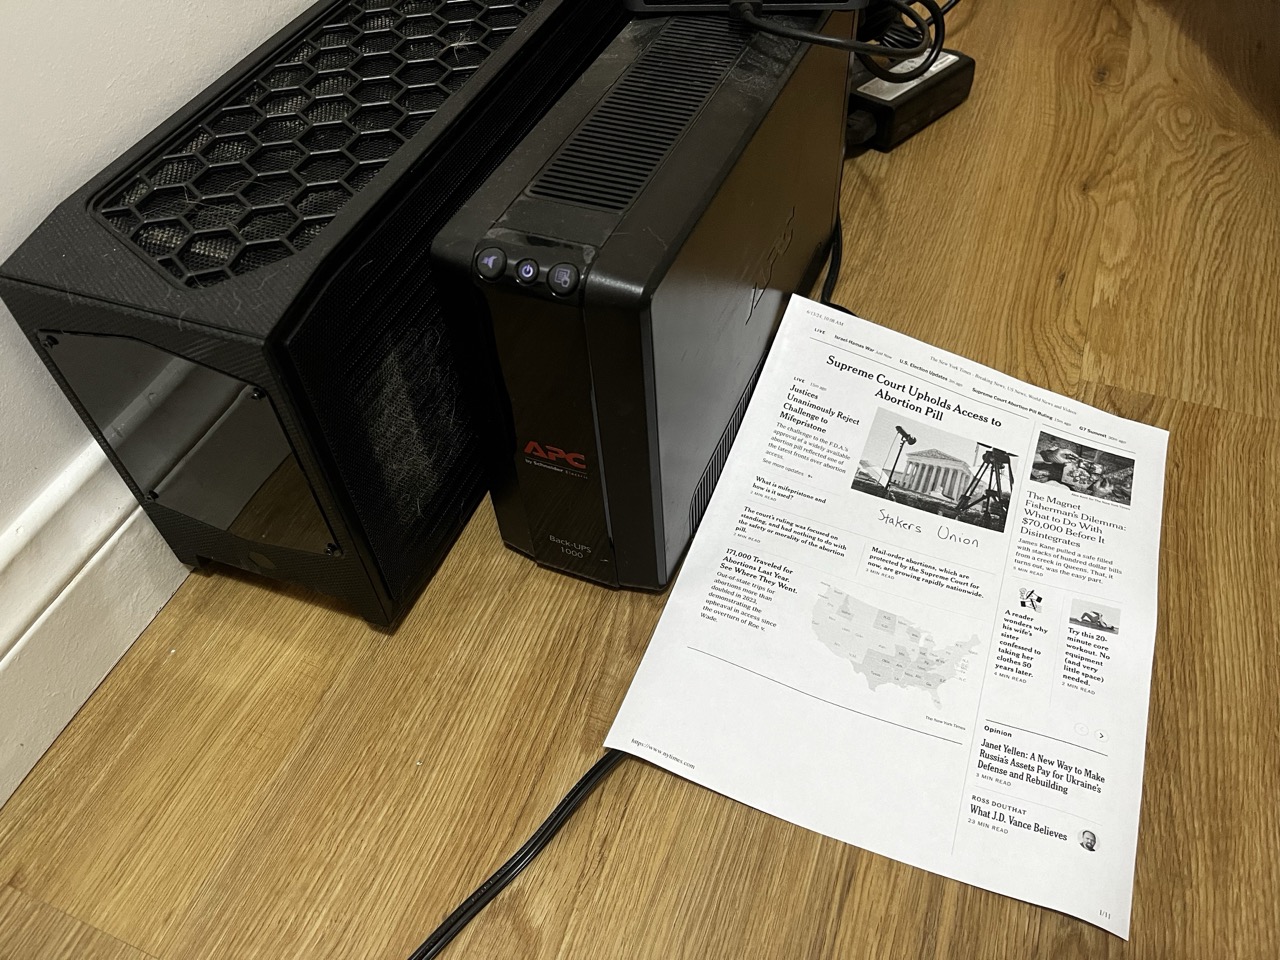 APC
by Schneider Electric
Back-UPS
1000
6/13/24, 10:08 AM
The New York Times - Breaking News, US News, World News and Videos
LIVE
Israel-Hamas War Just Now
U.S. Election Updates
Supreme Court Abortion Pill Ruling
G7 Summit
Supreme Court Upholds Access to
Abortion Pill
LIVE
Justices
Unanimously Reject
Challenge to
Mifepristone
The challenge to the F.D.A.'s
approval of a widely available
abortion pill reflected one of
the latest fronts over abortion
access.
See more updates
What is mifepristone and
how is it used?
2 MIN READ
Stakers Union
The court's ruling was focused on
standing, and had nothing to do with
the safety or morality of the abortion
pill.
Mail-order abortions, which are
protected by the Supreme Court for
now, are growing rapidly nationwide.
2 MIN READ
171,000 Traveled for
Abortions Last Year.
See Where They Went.
Out-of-state trips for
abortions more than
doubled in 2023,
demonstrating the
upheaval in access since
the overturn of Roe v.
Wade.
The New York Times
The Magnet
Fisherman's Dilemma:
What to Do With
$70,000 Before It
Disintegrates
James Kane pulled a safe filled
with stacks of hundred dollar bills
from a creek in Queens. That, it
turns out, was the easy part.
5 MIN READ
A reader
wonders why
his wife's
sister
confessed to
taking her
clothes 50
years later.
6 MIN READ
Try this 20-
minute core
workout. No
equipment
(and very
little space)
needed.
2 MIN READ
Opinion
Janet Yellen: A New Way to Make
Russia's Assets Pay for Ukraine's
Defense and Rebuilding
3 MIN READ
ROSS DOUTHAT
What J.D. Vance Believes
23 MIN READ
https://www.nytimes.com
1/11